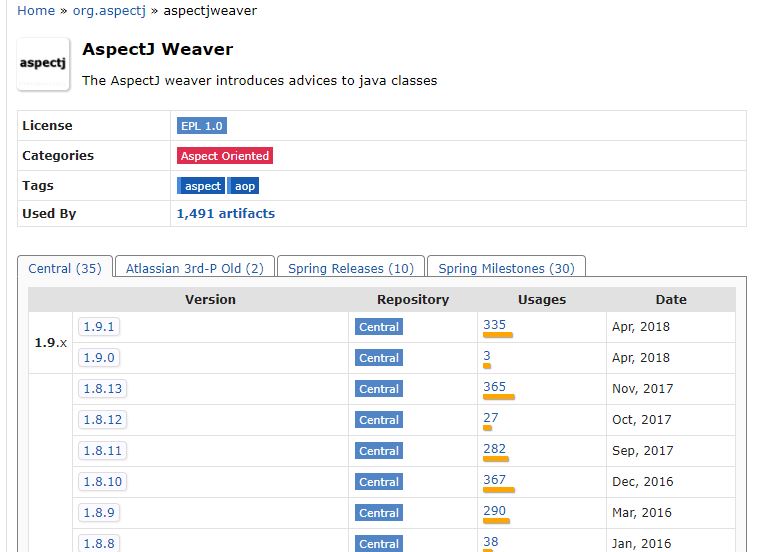 Home » org.aspectj » aspectjweaver
aspectj
AspectJ Weaver
The AspectJ weaver introduces advices to java classes
License EPL 1.0
Categories Aspect Oriented
Tags aspect aop
Used By 1,491 artifacts
Central (35) Atlassian 3rd-P Old (2) Spring Releases (10) Spring Milestones (30)
Version Repository Usages Date
1.9.x
1.9.1 Central 335 Apr, 2018
1.9.0 Central 3 Apr, 2018
1.8.13 Central 365 Nov, 2017
1.8.12 Central 27 Oct, 2017
1.8.11 Central 282 Sep, 2017
1.8.10 Central 367 Dec, 2016
1.8.9 Central 290 Mar, 2016
1.8.8 Central 38 Jan, 2016